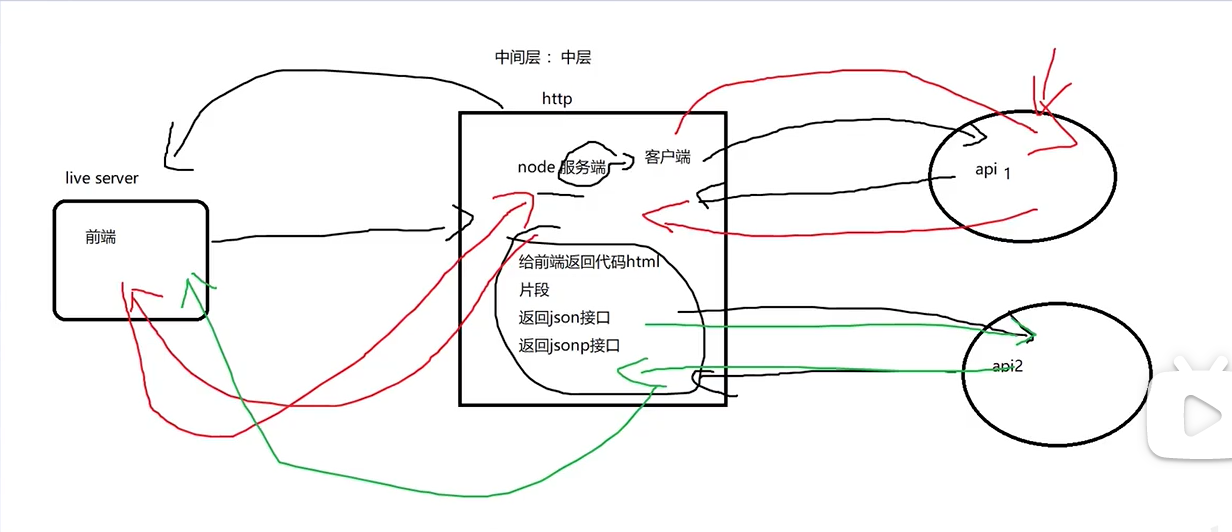 中间层： 中层
http
node 服务端
客户端
api 1
live server
前端
给前端返回代码html
片段
返回json接口
返回jsonp接口
api2